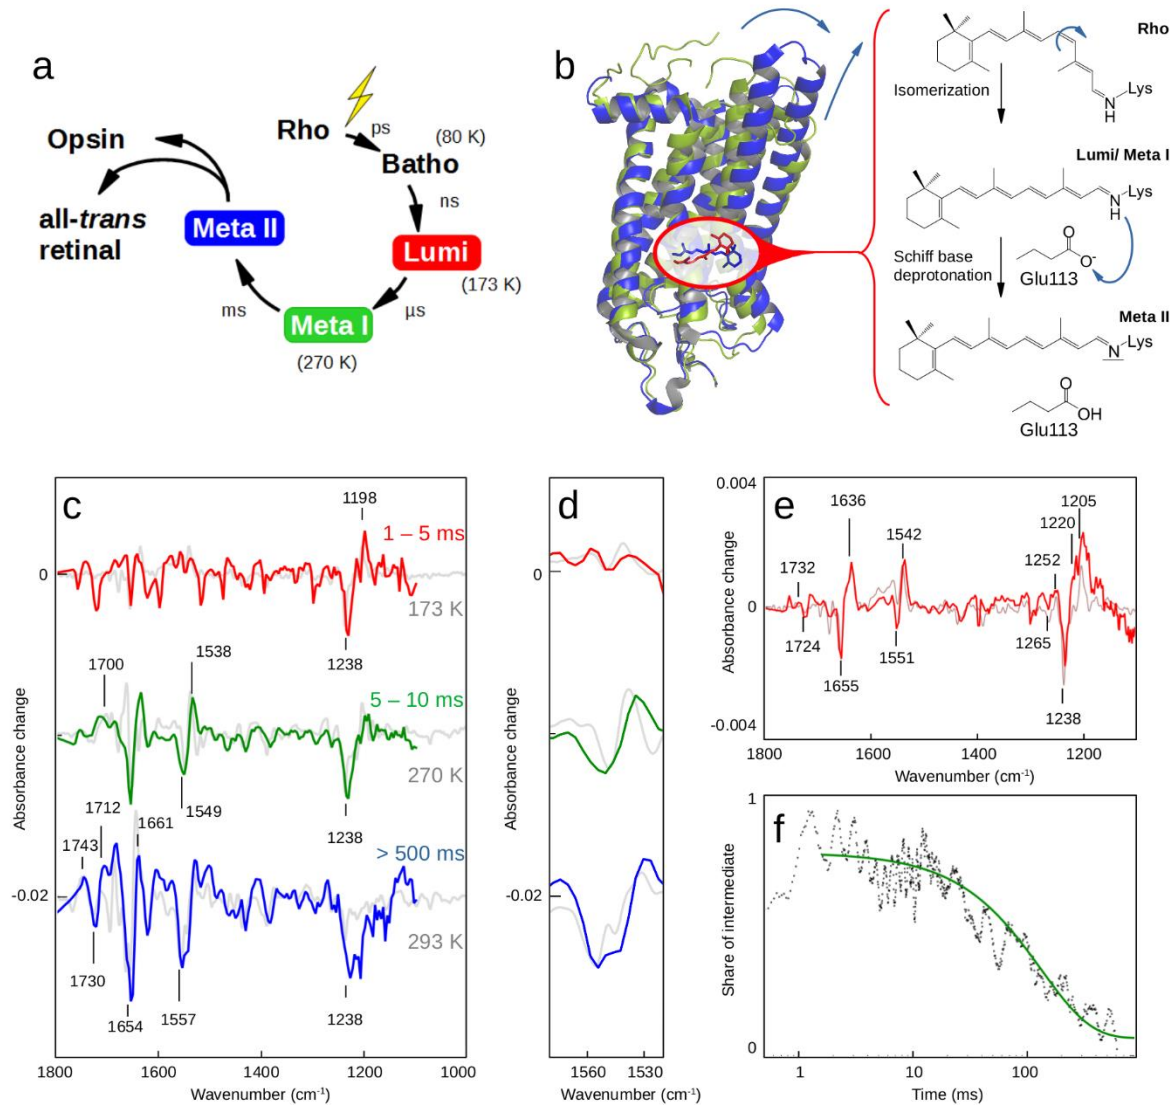 a
Opsin
all-trans
retinal
Rho
ps
(80 K)
Batho
ns
Meta II
Lumi
(173 K)
ms
µs
Meta I
(270 K)
b
Rho
Lys
N
H
Isomerization
Lumi/ Meta I
Lys
N
H
Schiff base
deprotonation
O
O-
Glu113
Meta II
Lys
N
O
OH
Glu113
c
1198
1 – 5 ms
0
173 K
1238
1700
1538
5 – 10 ms
270 K
1549
1238
1712
1743
1661
> 500 ms
-0.02
293 K
1730
1654
1557
1238
Absorbance change
1800
1600
1400
1200
1000
Wavenumber (cm-1)
d
0
-0.02
Absorbance change
1560
1530
Wavenumber (cm-1)
e
0.004
0
-0.004
Absorbance change
1636
1542
1205
1220
1252
1732
1724
1655
1551
1265
1238
1800
1600
1400
1200
Wavenumber (cm-1)
f
1
0
Share of intermediate
1
10
100
Time (ms)